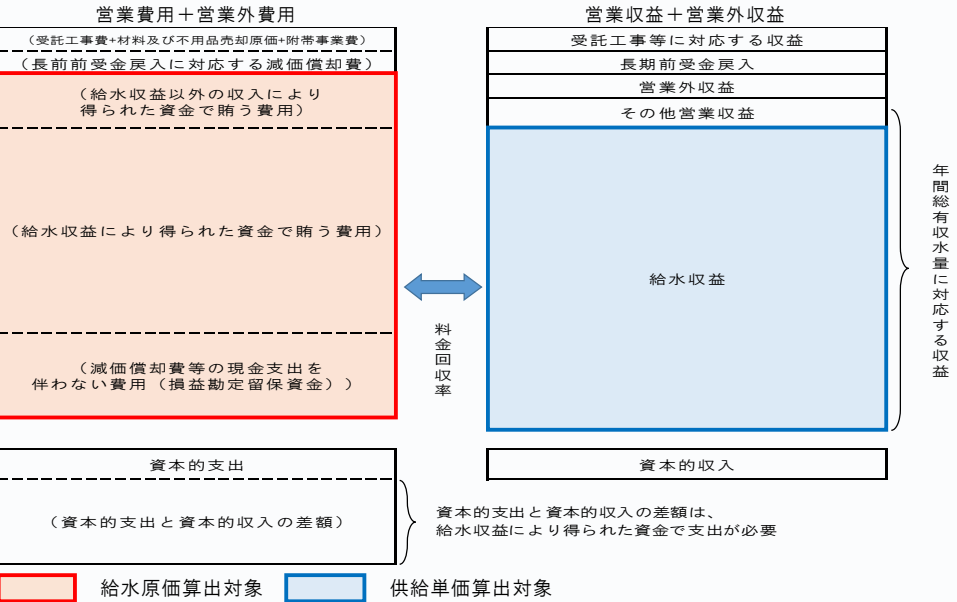 営業費用＋営業外費用
（受託工事費+材料及び不用品売却原価+附帯事業費）
（長前前受金戻入に対応する減価償却費）
（給水収益以外の収入により
得られた資金で賄う費用）
（給水収益により得られた資金で賄う費用）
（減価償却費等の現金支出を
伴わない費用（損益勘定留保資金））
料金回収率
営業収益＋営業外収益
受託工事等に対応する収益
長期前受金戻入
営業外収益
その他営業収益
給水収益
年間総有収水量に対応する収益
資本的支出
（資本的支出と資本的収入の差額）
資本的収入
資本的支出と資本的収入の差額は、
給水収益により得られた資金で支出が必要
給水原価算出対象
供給単価算出対象